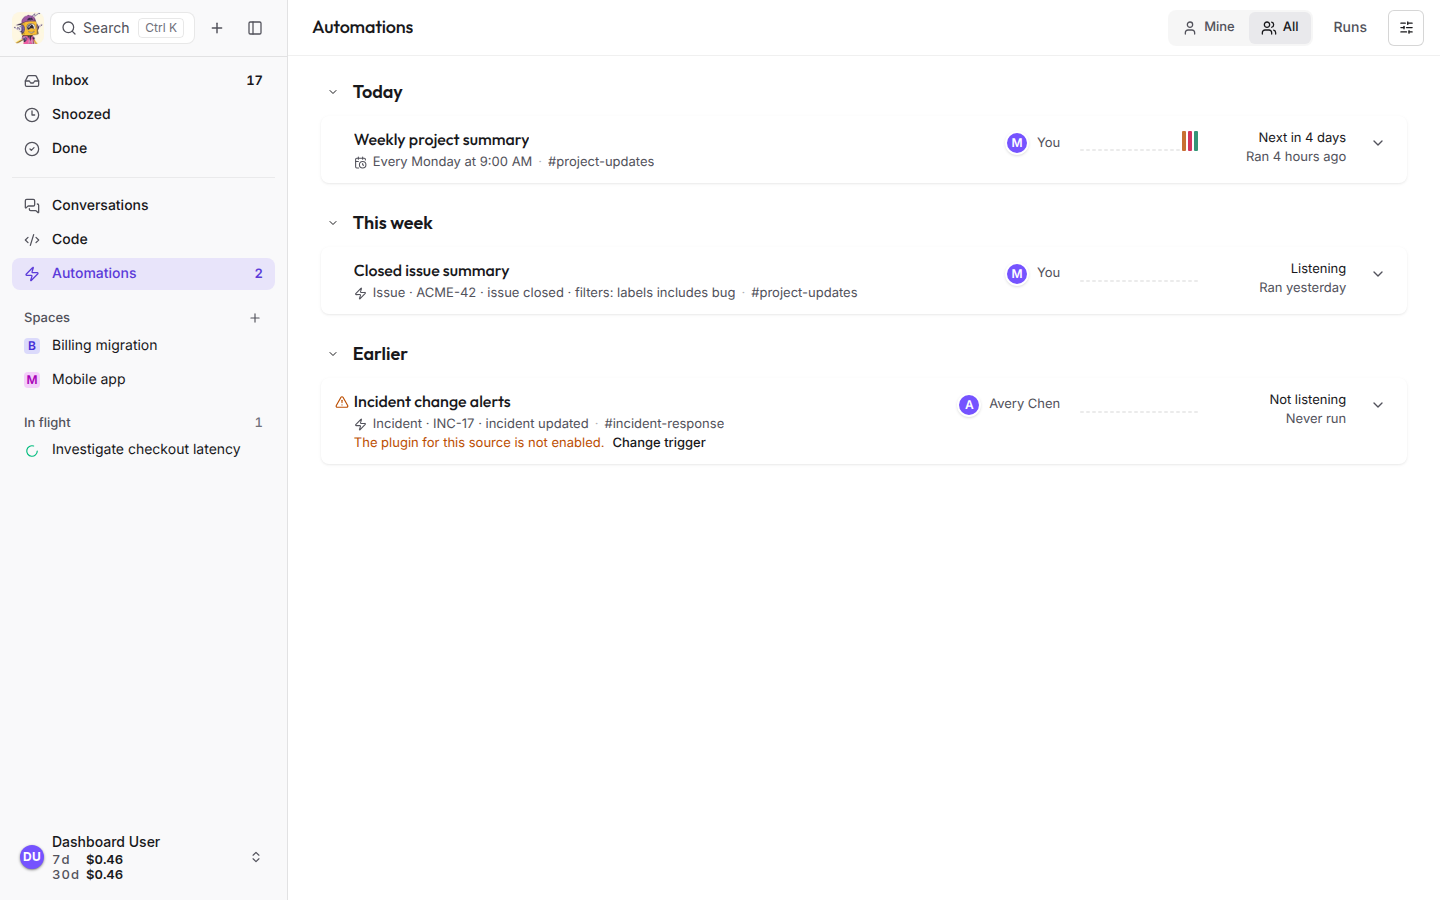 Search Ctrl K
Inbox 17
Snoozed
Done
Conversations
Code
Automations 2
Spaces
B Billing migration
M Mobile app
In flight 1
Investigate checkout latency
DU Dashboard User
7d $0.46
30d $0.46
Automations
Mine All Runs
Today
Weekly project summary
Every Monday at 9:00 AM · #project-updates
M You
Next in 4 days
Ran 4 hours ago
This week
Closed issue summary
Issue · ACME-42 · issue closed · filters: labels includes bug · #project-updates
M You
Listening
Ran yesterday
Earlier
Incident change alerts
Incident · INC-17 · incident updated · #incident-response
The plugin for this source is not enabled. Change trigger
A Avery Chen
Not listening
Never run